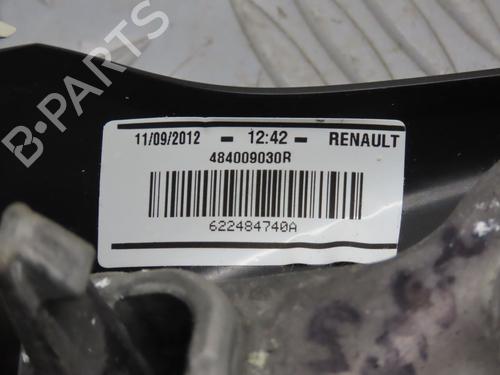 B-PARTS
11/09/2012 - 12:42 - RENAULT
484009030R
622484740A